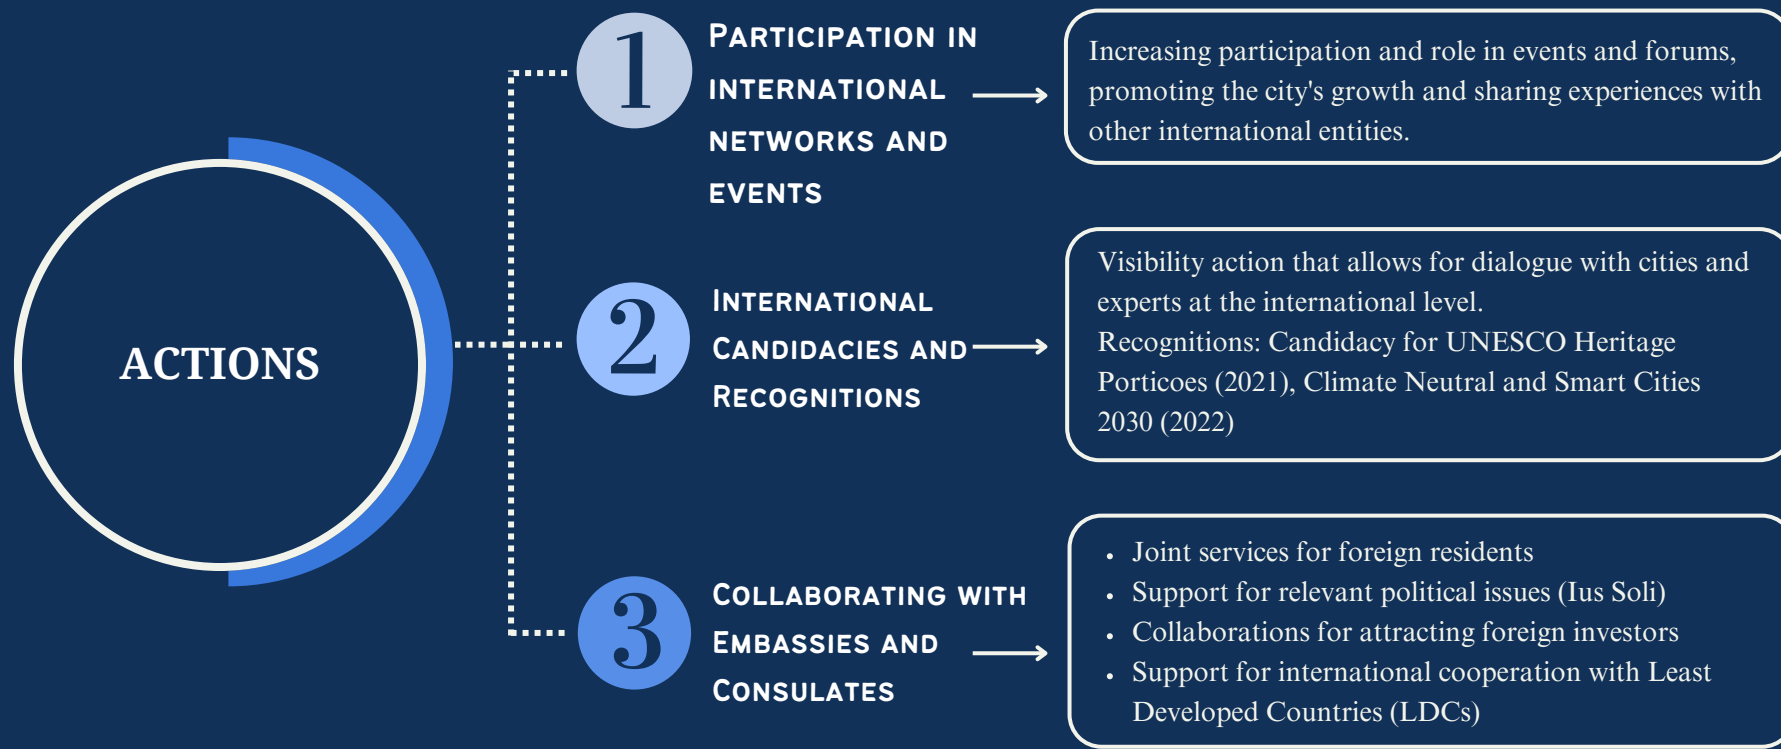 ACTIONS
1
PARTICIPATION IN
INTERNATIONAL
NETWORKS AND
EVENTS
Increasing participation and role in events and forums,
promoting the city's growth and sharing experiences with
other international entities.
2
INTERNATIONAL
CANDIDACIES AND
RECOGNITIONS
Visibility action that allows for dialogue with cities and
experts at the international level.
Recognitions: Candidacy for UNESCO Heritage
Porticoes (2021), Climate Neutral and Smart Cities
2030 (2022)
3
COLLABORATING WITH
EMBASSIES AND
CONSULATES
• Joint services for foreign residents
• Support for relevant political issues (Ius Soli)
• Collaborations for attracting foreign investors
• Support for international cooperation with Least
Developed Countries (LDCs)